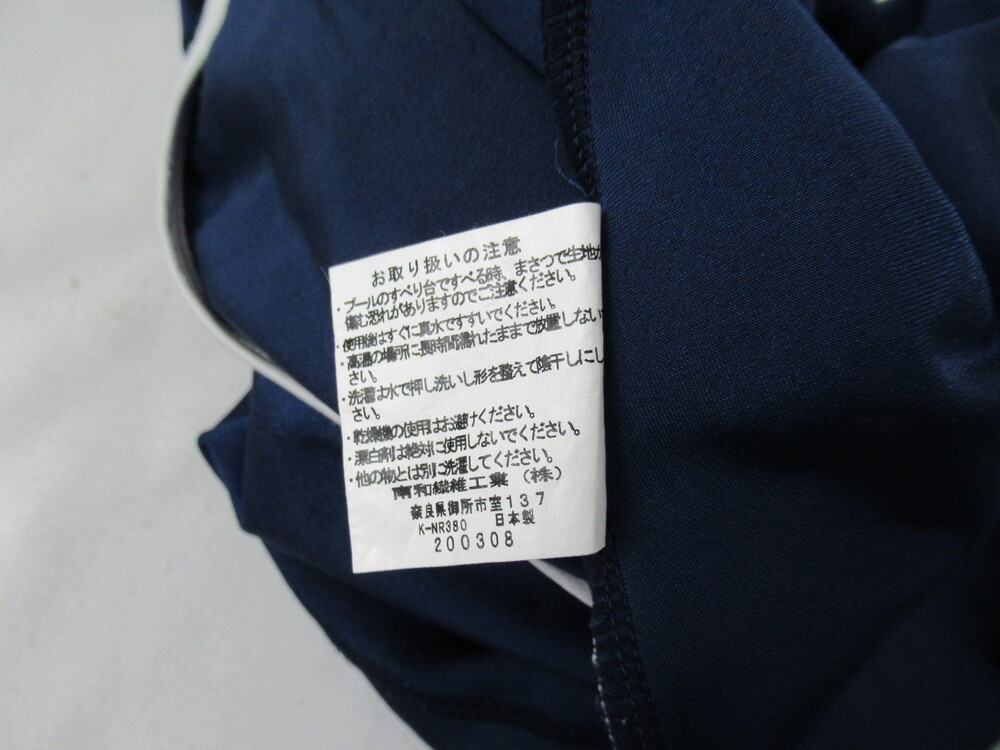 お取り扱いの注意
・プールのすべり台ですべる時、まさつで生地が
傷む恐れがありますのでご注意ください。
・使用後はすぐに真水ですすいでください。
・高温の場所に長時間濡れたままで放置しない
さい。
・洗濯は水で押し洗いし形を整えて陰干しにし
さい。
・乾燥機の使用はお避けください。
・漂白剤は絶対に使用しないでください。
・他の物とは別に洗濯してください。
南和繊維工業（株）
奈良県御所市室137
K-NR380 日本製
200308